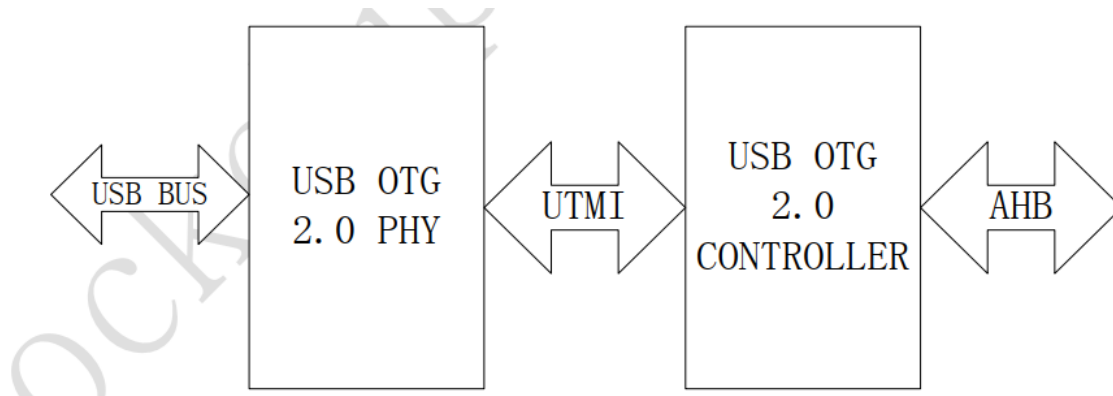 USB BUS
USB OTG
2.0 PHY
UTMI
USB OTG
2.0
CONTROLLER
AHB